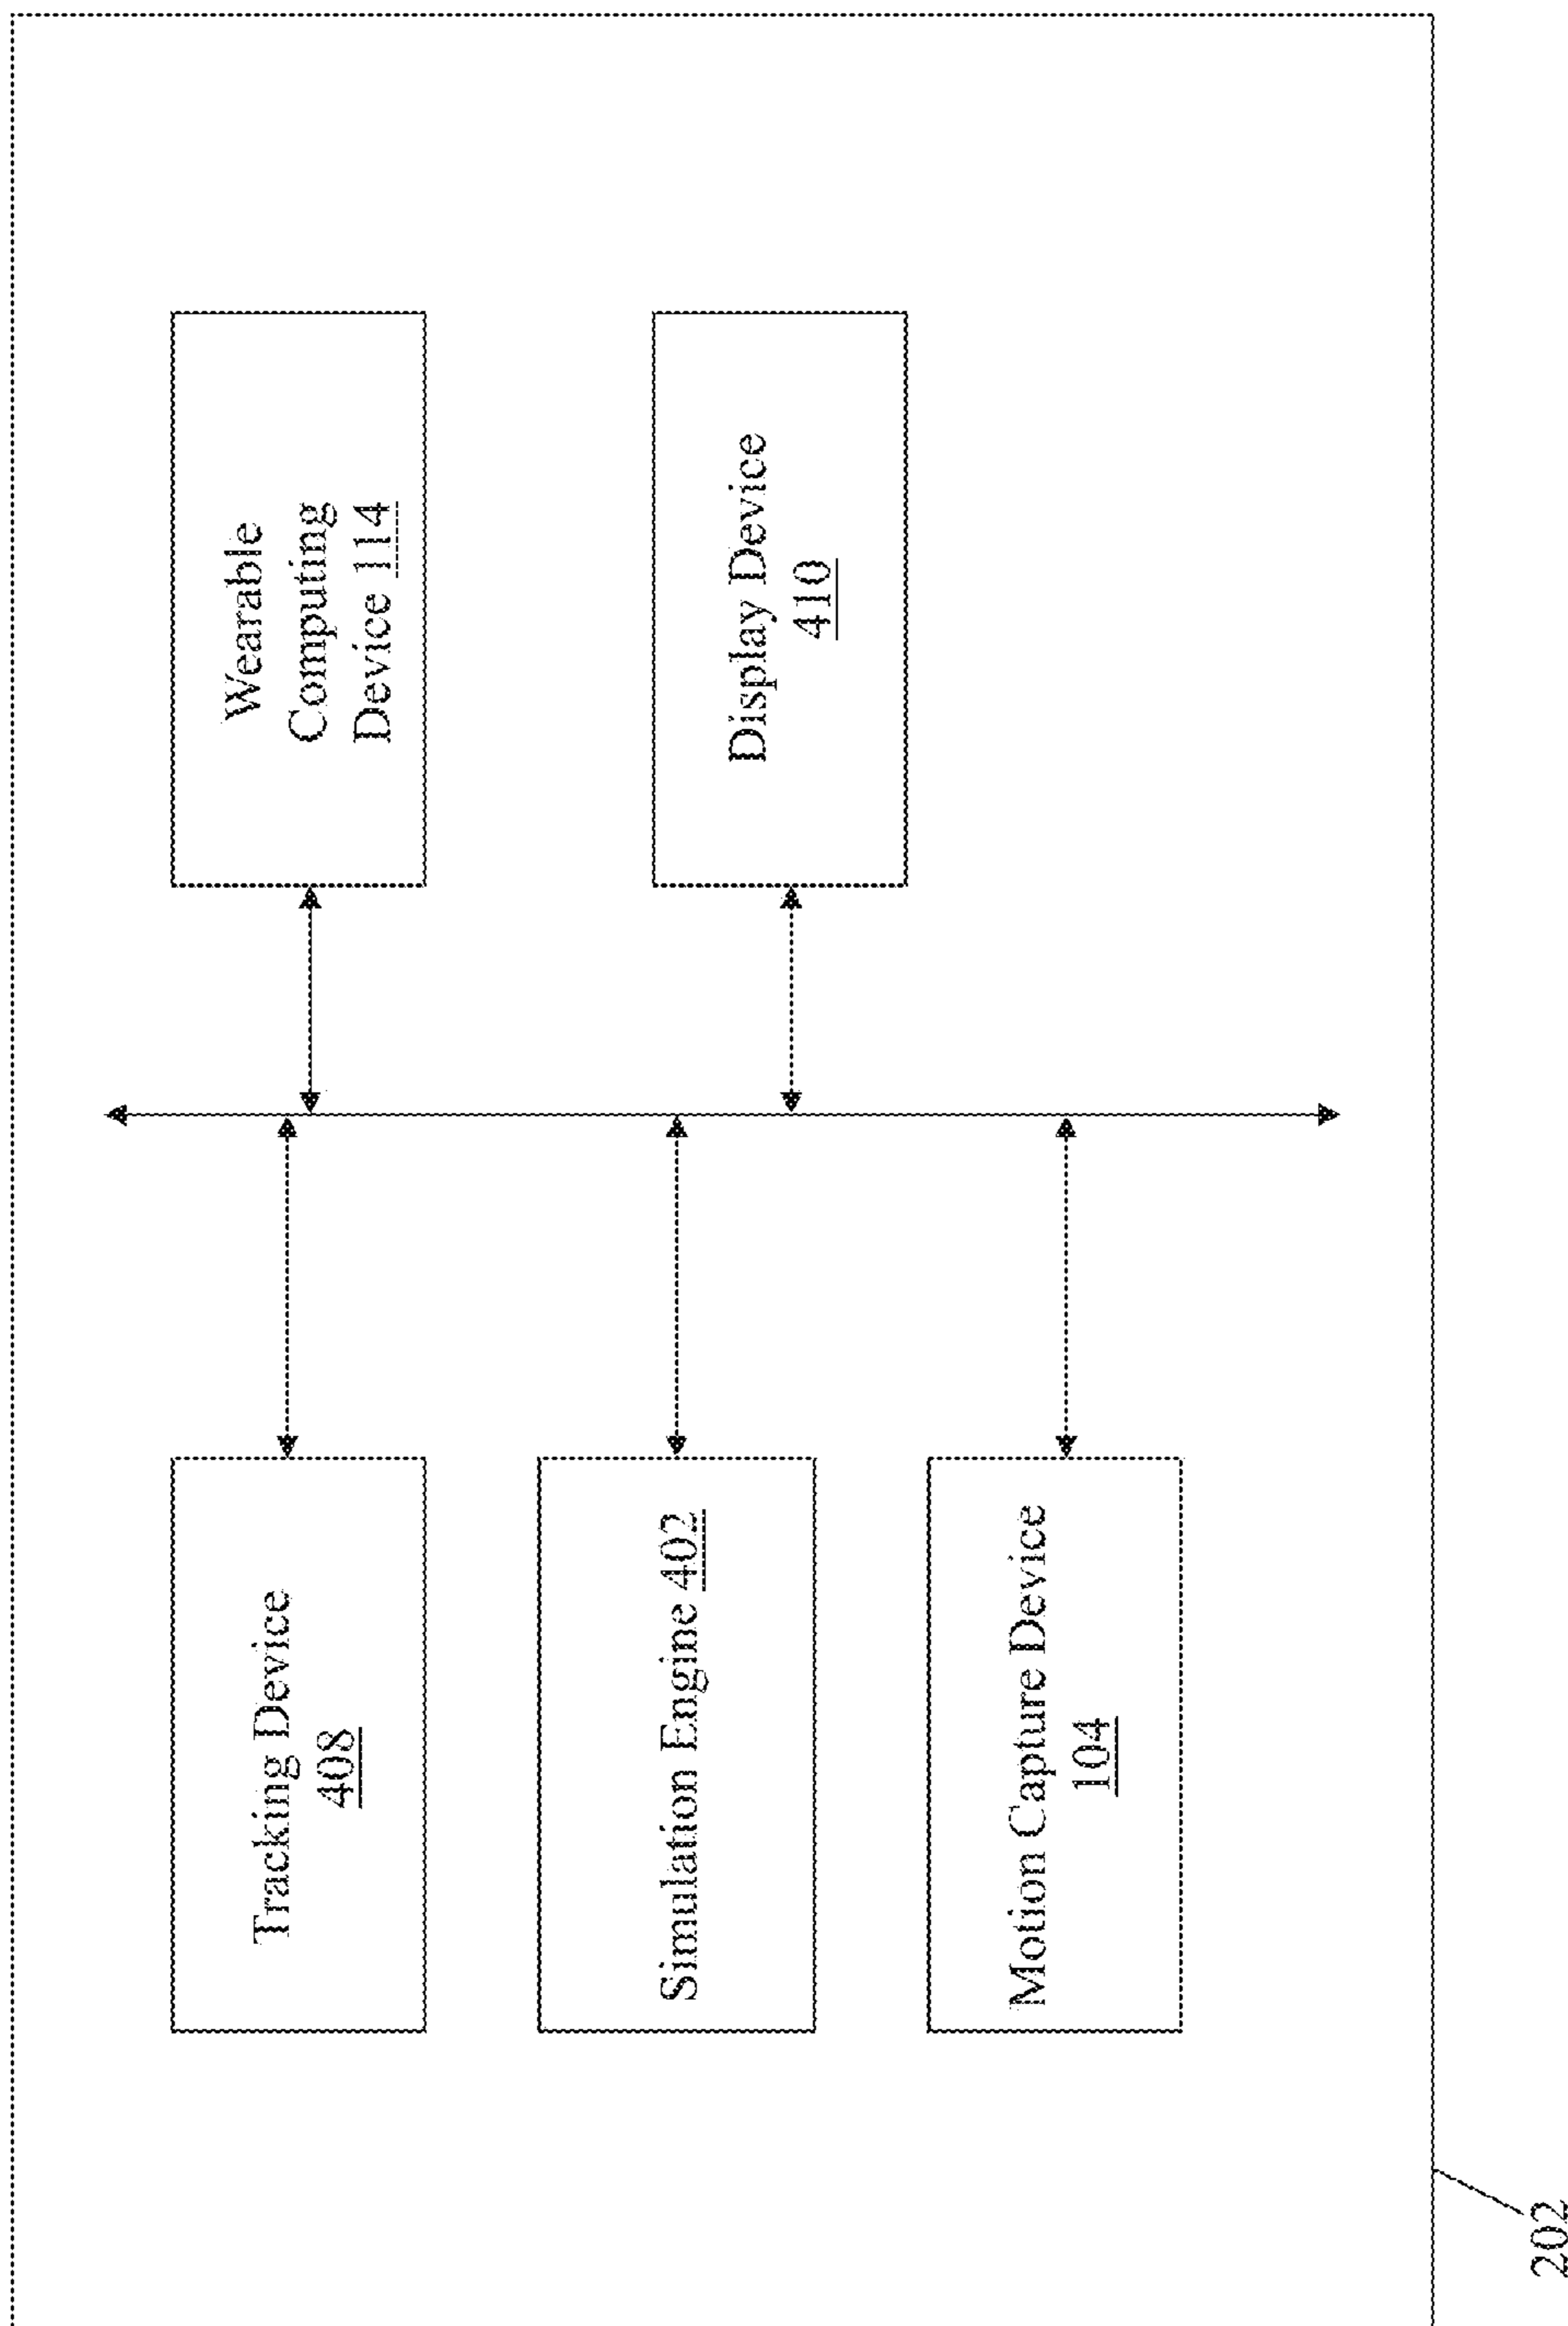 Tracking Device
408
Simulation Engine 402
Motion Capture Device
104
Wearable
Computing
Device 114
Display Device
410
202